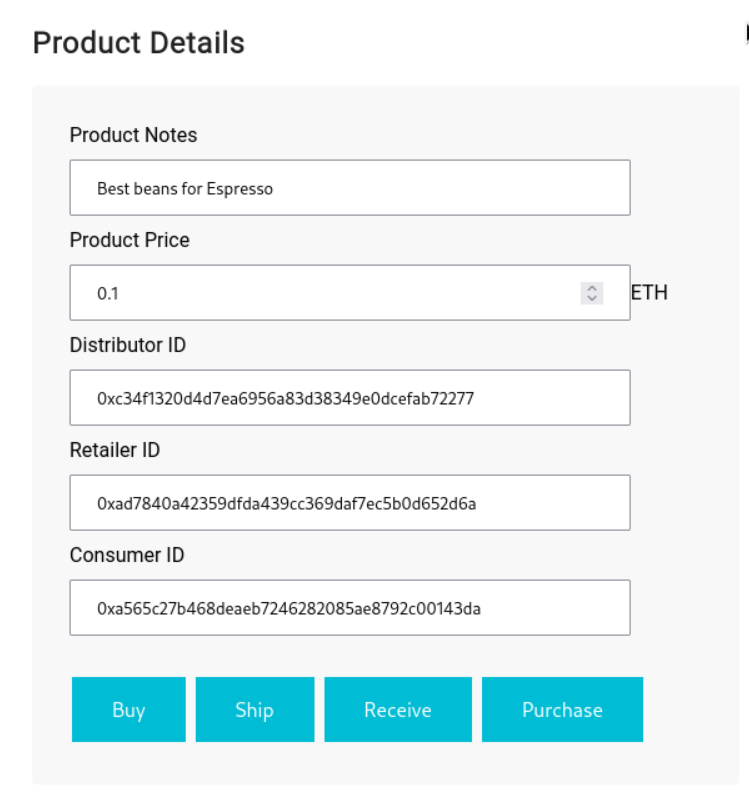 Product Details
Product Notes
Best beans for Espresso
Product Price
0.1
ETH
Distributor ID
0xc34f1320d4d7ea6956a83d38349e0dcefab72277
Retailer ID
0xad7840a42359dfda439cc369daf7ec5b0d652d6a
Consumer ID
0xa565c27b468deaeb7246282085ae8792c00143da
Buy Ship Receive Purchase